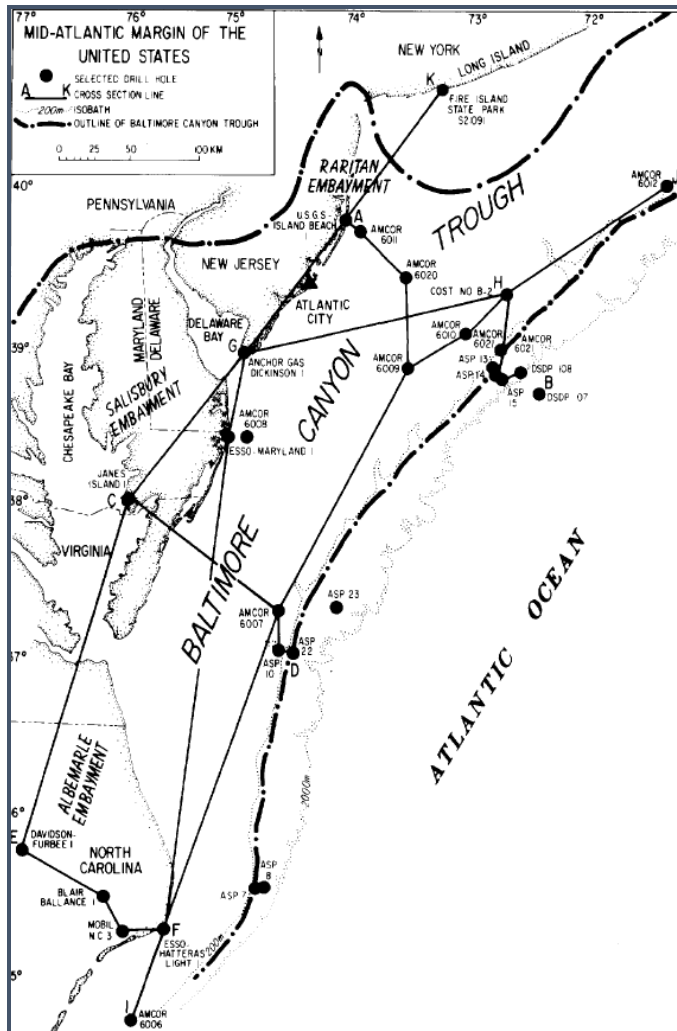 77°
76°
75°
74°
73°
72°
MID-ATLANTIC MARGIN OF THE
UNITED STATES
SELECTED DRILL HOLE
A K
CROSS SECTION LINE
200m
ISOBATH
OUTLINE OF BALTIMORE CANYON TROUGH
0 25 50 100 KM
N
NEW YORK
LONG ISLAND
K
FIRE ISLAND
STATE PARK
RARITAN
EMBAYMENT
AMCOR
6012
40°
PENNSYLVANIA
U.S.G.S.
ISLAND BEACH
A
AMCOR
6011
TROUGH
AMCOR
6020
NEW JERSEY
ATLANTIC
CITY
COST NO B-2
H
MARYLAND
DELAWARE
DELAWARE
BAY
39°
G
ANCHOR GAS
DICKINSON 1
CANYON
AMCOR
6010
AMCOR
6021
AMCOR
6021
AMCOR
6009
ASP 13
ASP 14
ASP
15
DSDP 108
B
DSDP 107
CHESAPEAKE BAY
SALISBURY
EMBAYMENT
AMCOR
6008
ESSO-MARYLAND 1
JANES
ISLAND 1
C
38°
VIRGINIA
BALTIMORE
AMCOR
6007
ASP 23
ASP
22
ASP
10
D
37°
ATLANTIC OCEAN
2000m
ALBEMARLE
EMBAYMENT
6°
DAVIDSON-
FURBEE 1
NORTH
CAROLINA
BLAIR
BALLANCE 1
MOBIL
N C 3
F
ESSO-
HATTERAS
LIGHT 1
ASP 7
ASP
8
200m
5°
I
AMCOR
6006